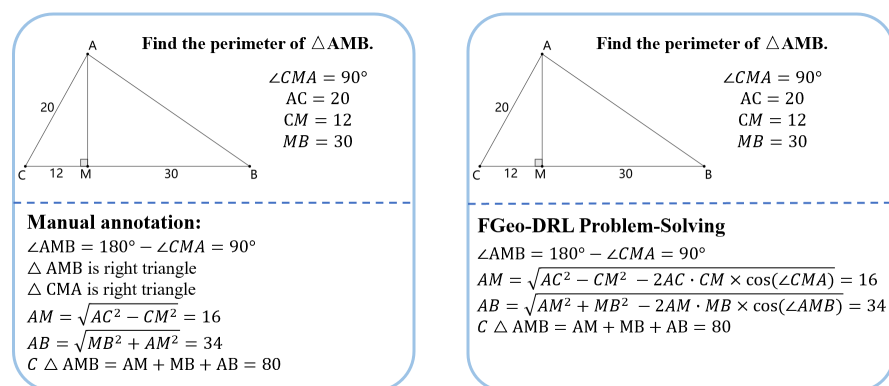 Find the perimeter of △AMB.
A
∠CMA = 90°
AC = 20
CM = 12
MB = 30
20
C 12 M 30 B
Manual annotation:
∠AMB = 180° − ∠CMA = 90°
△ AMB is right triangle
△ CMA is right triangle
AM = √(AC² − CM²) = 16
AB = √(MB² + AM²) = 34
C △ AMB = AM + MB + AB = 80
Find the perimeter of △AMB.
A
∠CMA = 90°
AC = 20
CM = 12
MB = 30
20
C 12 M 30 B
FGeo-DRL Problem-Solving
∠AMB = 180° − ∠CMA = 90°
AM = √(AC² − CM² − 2AC · CM × cos(∠CMA)) = 16
AB = √(AM² + MB² − 2AM · MB × cos(∠AMB)) = 34
C △ AMB = AM + MB + AB = 80